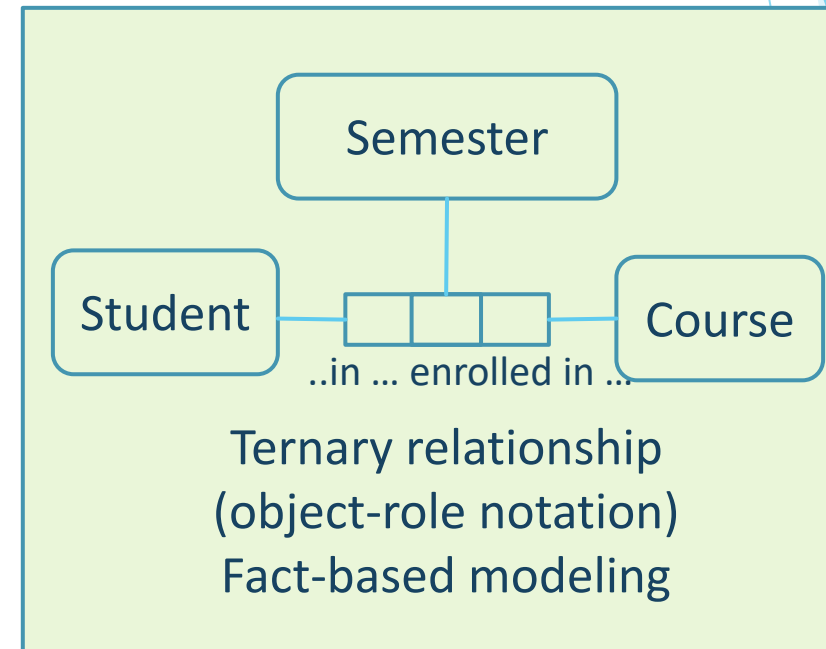 Semester
Student
Course
..in ... enrolled in ...
Ternary relationship
(object-role notation)
Fact-based modeling